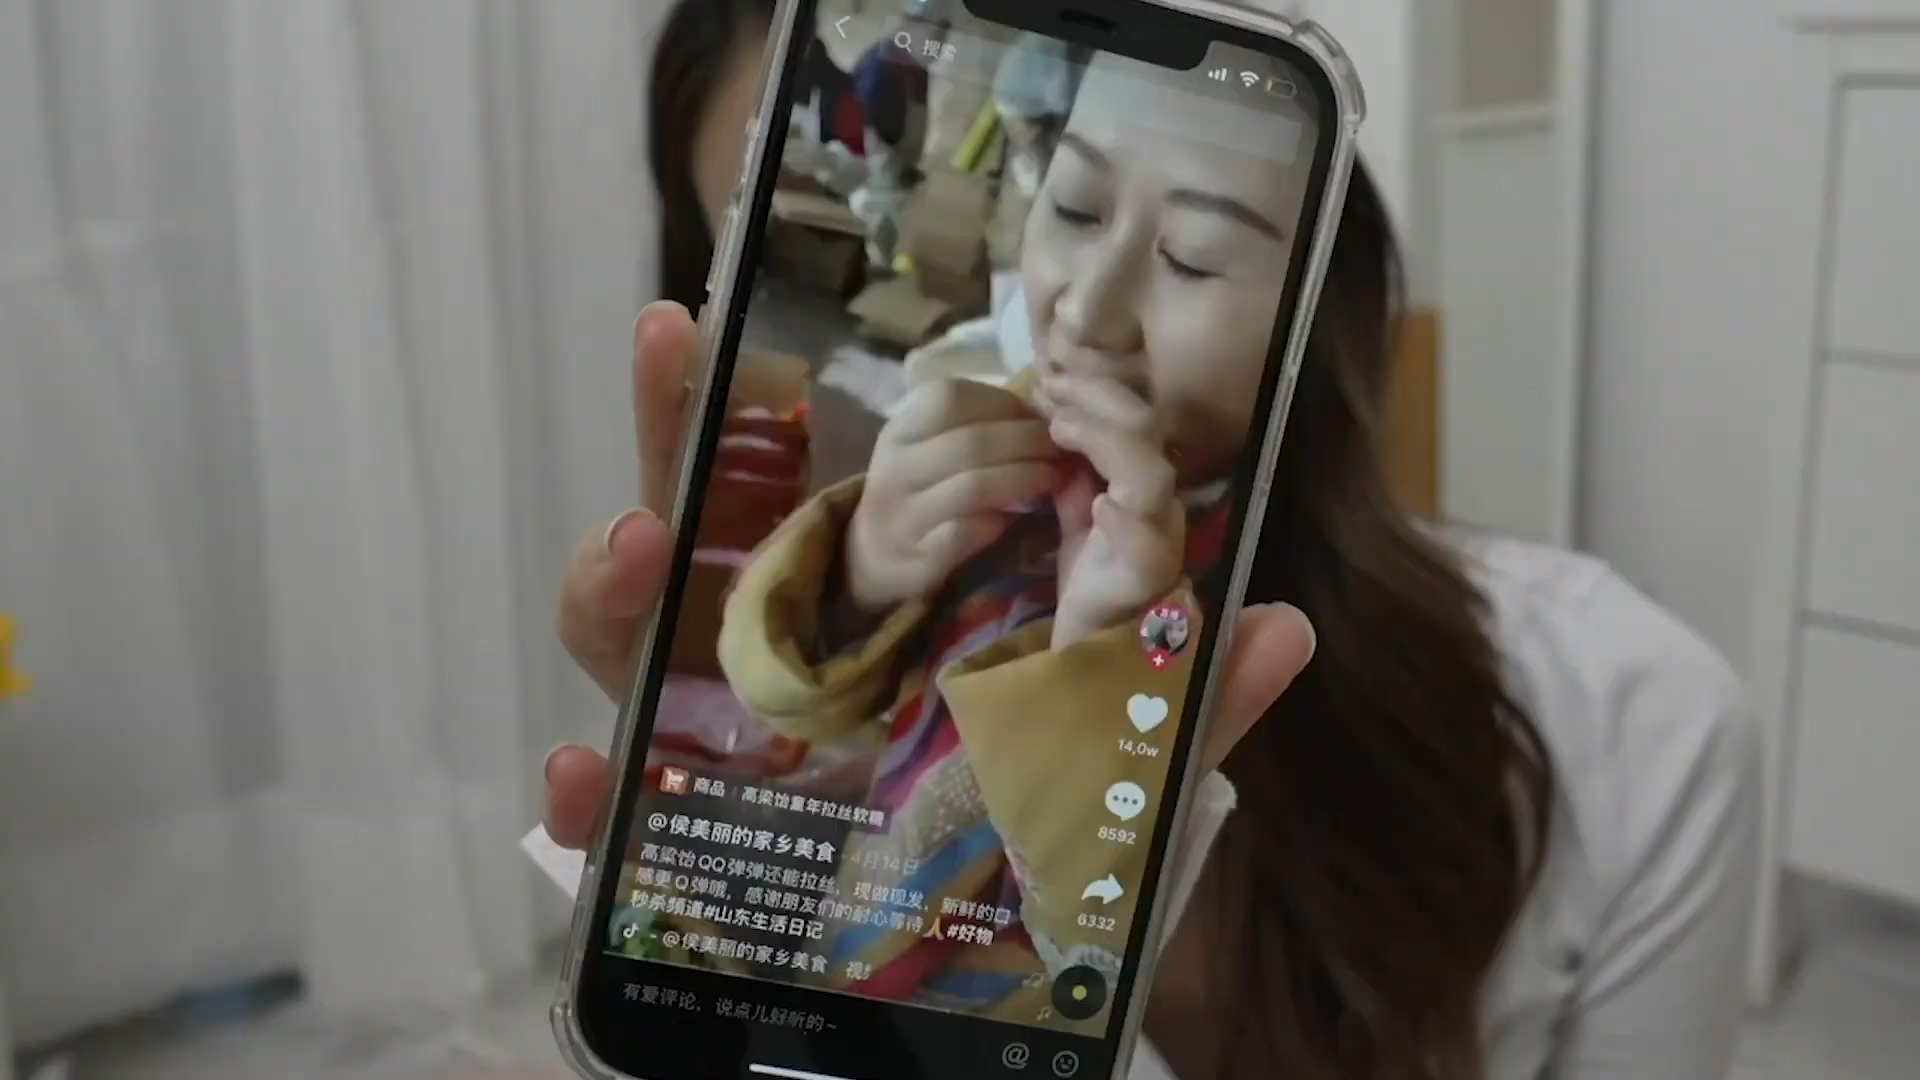 搜索
14.0w
8592
6332
商品 | 高粱饴童年拉丝软糖
@侯美丽的家乡美食 · 4月14日
高粱饴QQ弹弹还能拉丝，现做现发，新鲜的口
感更Q弹哦，感谢朋友们的耐心等待🙏#好物
秒杀频道#山东生活日记
- @侯美丽的家乡美食
有爱评论，说点儿好听的~
@